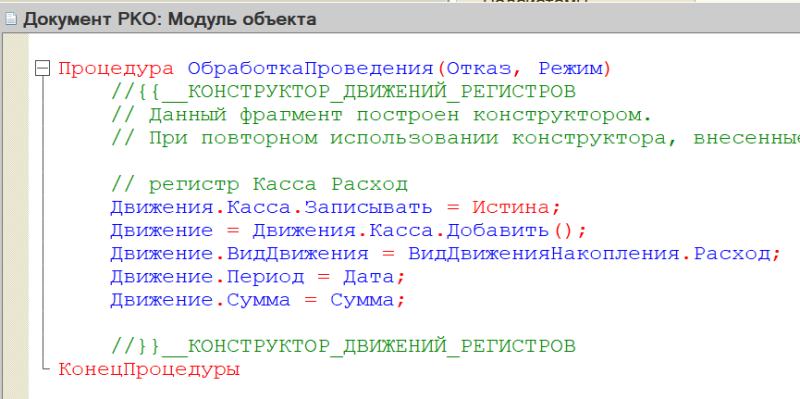 Документ РКО: Модуль объекта
Процедура ОбработкаПроведения(Отказ, Режим)
//{{__КОНСТРУКТОР_ДВИЖЕНИЙ_РЕГИСТРОВ
// Данный фрагмент построен конструктором.
// При повторном использовании конструктора, внесенные
// регистр Касса Расход
Движения.Касса.Записывать = Истина;
Движение = Движения.Касса.Добавить();
Движение.ВидДвижения = ВидДвиженияНакопления.Расход;
Движение.Период = Дата;
Движение.Сумма = Сумма;
//}}__КОНСТРУКТОР_ДВИЖЕНИЙ_РЕГИСТРОВ
КонецПроцедуры